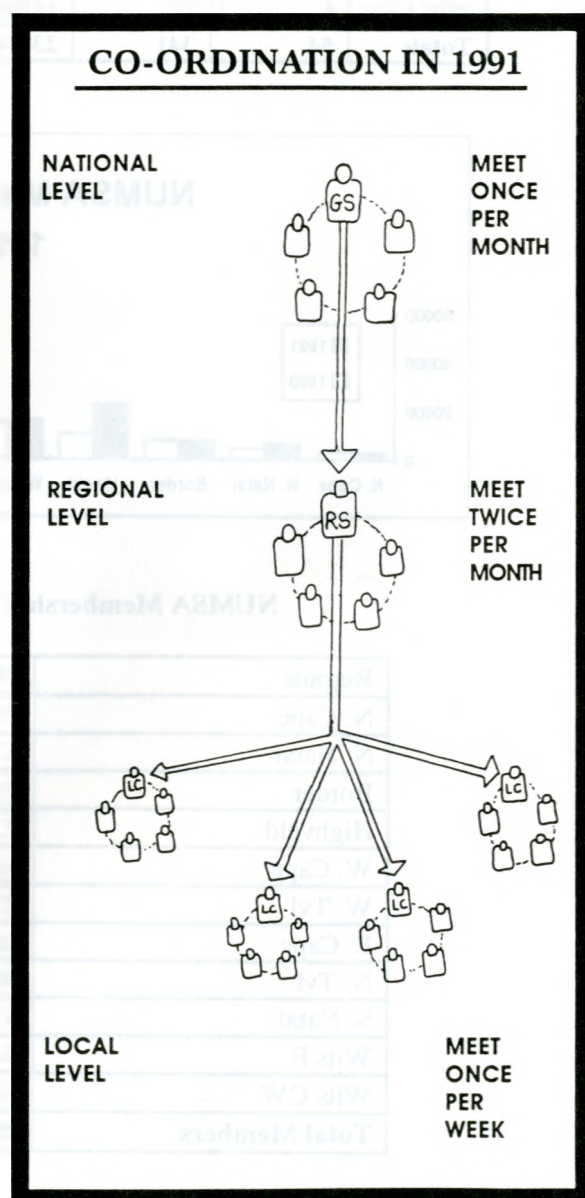 CO-ORDINATION IN 1991
NATIONAL
LEVEL
MEET
ONCE
PER
MONTH
GS
REGIONAL
LEVEL
MEET
TWICE
PER
MONTH
RS
LC
LC
LC
LC
LOCAL
LEVEL
MEET
ONCE
PER
WEEK